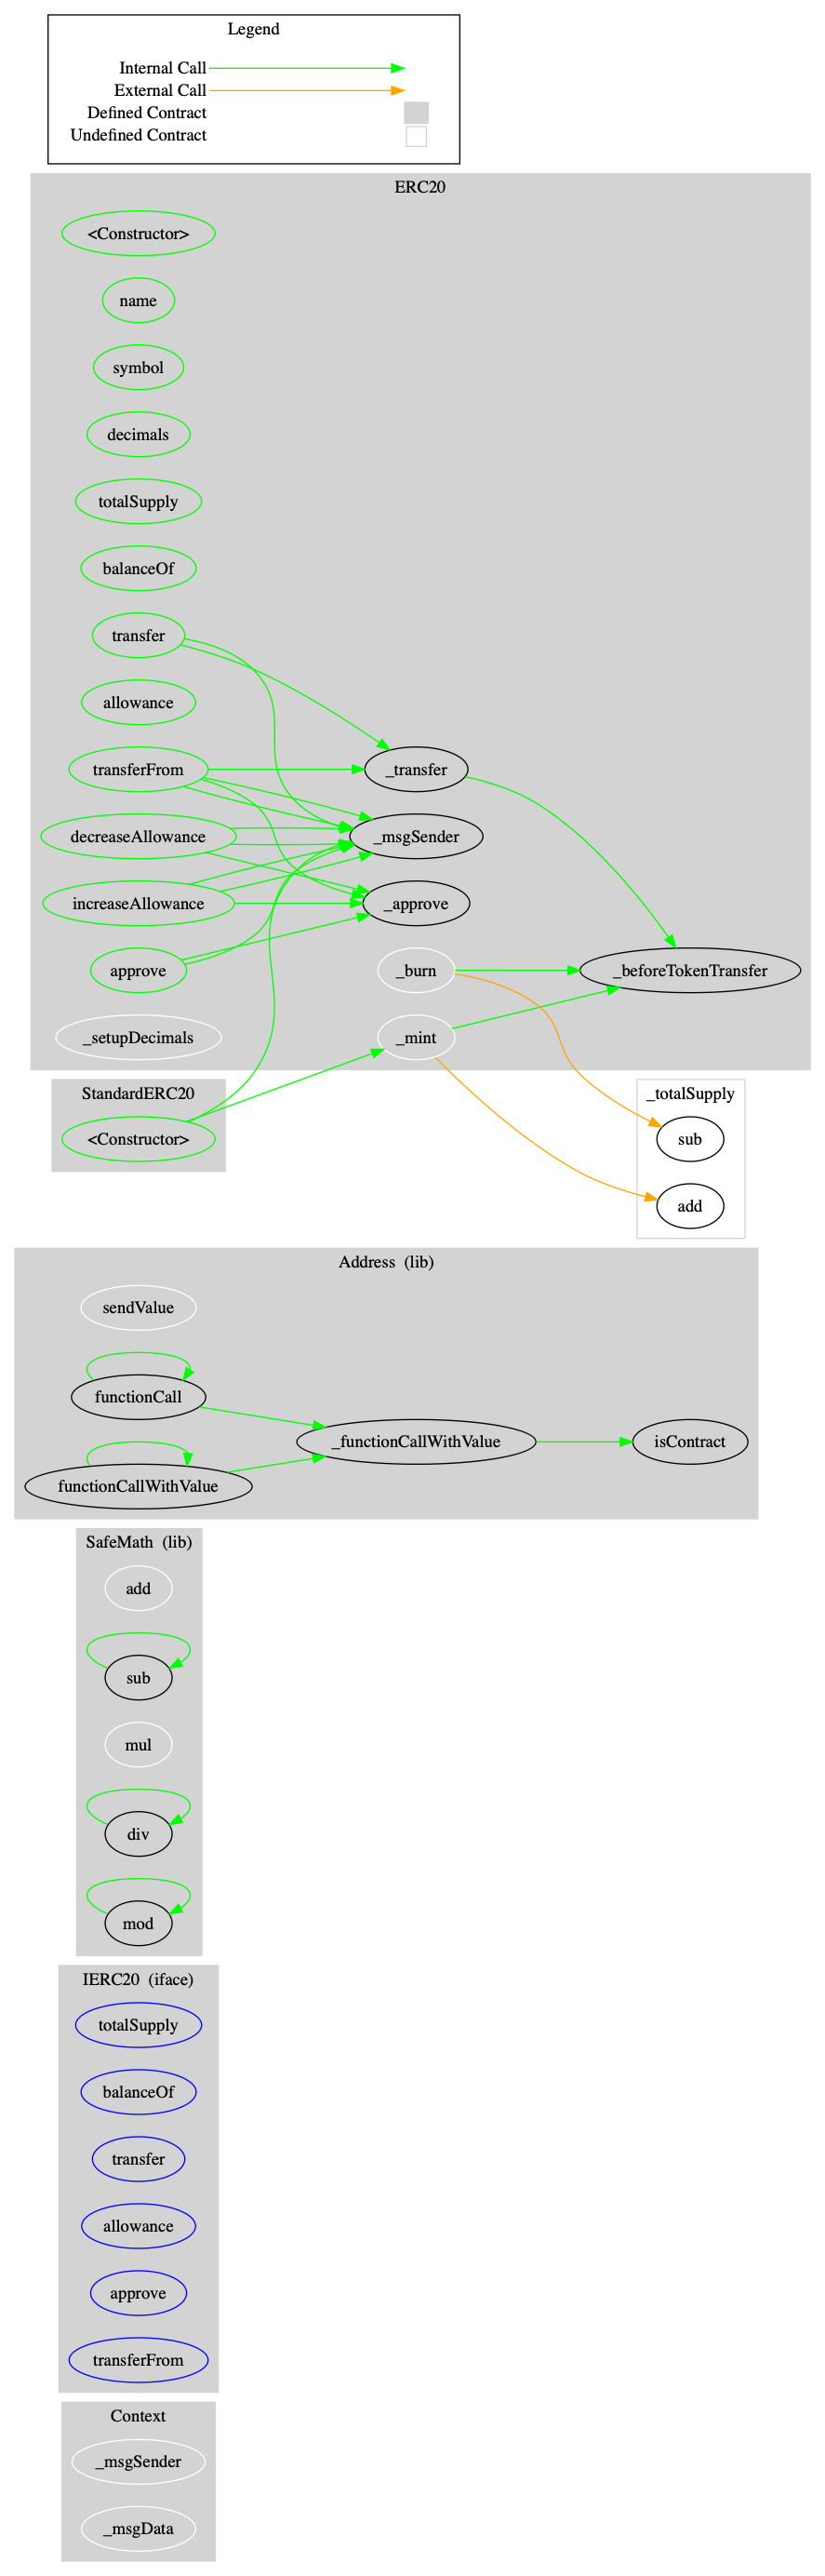 Legend
Internal Call
External Call
Defined Contract
Undefined Contract
ERC20
<Constructor>
name
symbol
decimals
totalSupply
balanceOf
transfer
allowance
transferFrom
_transfer
decreaseAllowance
_msgSender
increaseAllowance
_approve
approve
_burn
_beforeTokenTransfer
_setupDecimals
_mint
StandardERC20
_totalSupply
<Constructor>
sub
add
Address (lib)
sendValue
functionCall
_functionCallWithValue
isContract
functionCallWithValue
SafeMath (lib)
add
sub
mul
div
mod
IERC20 (iface)
totalSupply
balanceOf
transfer
allowance
approve
transferFrom
Context
_msgSender
_msgData